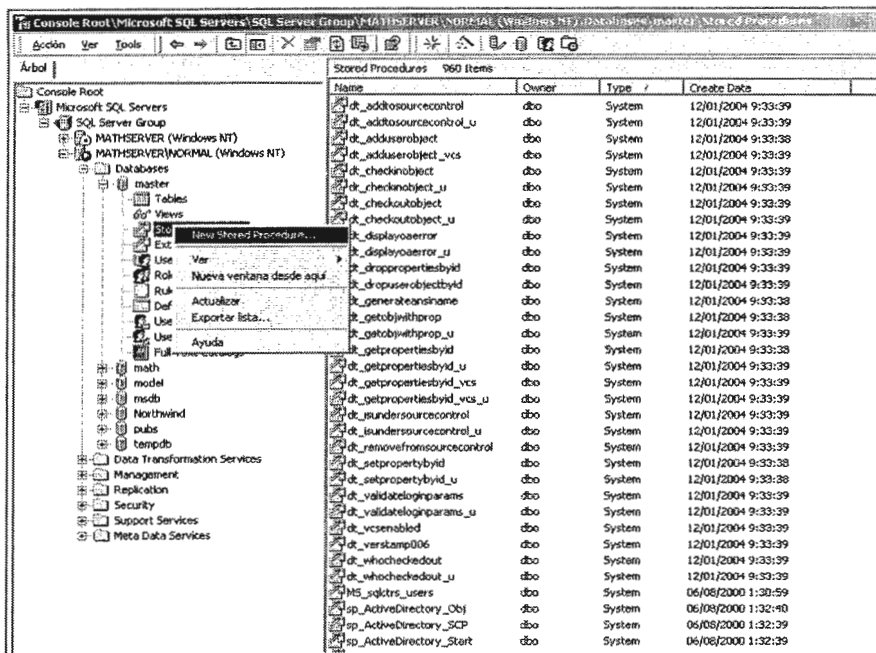 Console Root\Microsoft SQL Servers\SQL Server Group\MATHSERVER\NORMAL (Windows NT)\Databases\master\Stored Procedures
Acción Ver Tools
Árbol
Console Root
Microsoft SQL Servers
SQL Server Group
MATHSERVER (Windows NT)
MATHSERVER\NORMAL (Windows NT)
Databases
master
Tables
Views
Sto
Ext
Use
Rol
Rul
Def
Use
Use
Full-Text Catalogs
math
model
msdb
Northwind
pubs
tempdb
Data Transformation Services
Management
Replication
Security
Support Services
Meta Data Services
New Stored Procedure...
Ver
Nueva ventana desde aquí
Actualizar
Exportar lista...
Ayuda
Stored Procedures 960 Items
Name Owner Type Create Date
dt_addtosourcecontrol dbo System 12/01/2004 9:33:39
dt_addtosourcecontrol_u dbo System 12/01/2004 9:33:39
dt_adduserobject dbo System 12/01/2004 9:33:38
dt_adduserobject_vcs dbo System 12/01/2004 9:33:39
dt_checkinobject dbo System 12/01/2004 9:33:39
dt_checkinobject_u dbo System 12/01/2004 9:33:39
dt_checkoutobject dbo System 12/01/2004 9:33:39
dt_checkoutobject_u dbo System 12/01/2004 9:33:39
dt_displayoaerror dbo System 12/01/2004 9:33:39
dt_displayoaerror_u dbo System 12/01/2004 9:33:39
dt_droppropertiesbyid dbo System 12/01/2004 9:33:39
dt_dropuserobjectbyid dbo System 12/01/2004 9:33:39
dt_generateansiname dbo System 12/01/2004 9:33:38
dt_getobjwithprop dbo System 12/01/2004 9:33:38
dt_getobjwithprop_u dbo System 12/01/2004 9:33:39
dt_getpropertiesbyid dbo System 12/01/2004 9:33:38
dt_getpropertiesbyid_u dbo System 12/01/2004 9:33:39
dt_getpropertiesbyid_vcs dbo System 12/01/2004 9:33:39
dt_getpropertiesbyid_vcs_u dbo System 12/01/2004 9:33:39
dt_isundersourcecontrol dbo System 12/01/2004 9:33:39
dt_isundersourcecontrol_u dbo System 12/01/2004 9:33:39
dt_removefromsourcecontrol dbo System 12/01/2004 9:33:39
dt_setpropertybyid dbo System 12/01/2004 9:33:38
dt_setpropertybyid_u dbo System 12/01/2004 9:33:38
dt_validateloginparams dbo System 12/01/2004 9:33:39
dt_validateloginparams_u dbo System 12/01/2004 9:33:39
dt_vcsenabled dbo System 12/01/2004 9:33:39
dt_verstamp006 dbo System 12/01/2004 9:33:39
dt_whocheckedout dbo System 12/01/2004 9:33:39
dt_whocheckedout_u dbo System 12/01/2004 9:33:39
MS_sqlctrs_users dbo System 06/08/2000 1:30:59
sp_ActiveDirectory_Obj dbo System 06/08/2000 1:32:40
sp_ActiveDirectory_SCP dbo System 06/08/2000 1:32:39
sp_ActiveDirectory_Start dbo System 06/08/2000 1:32:39